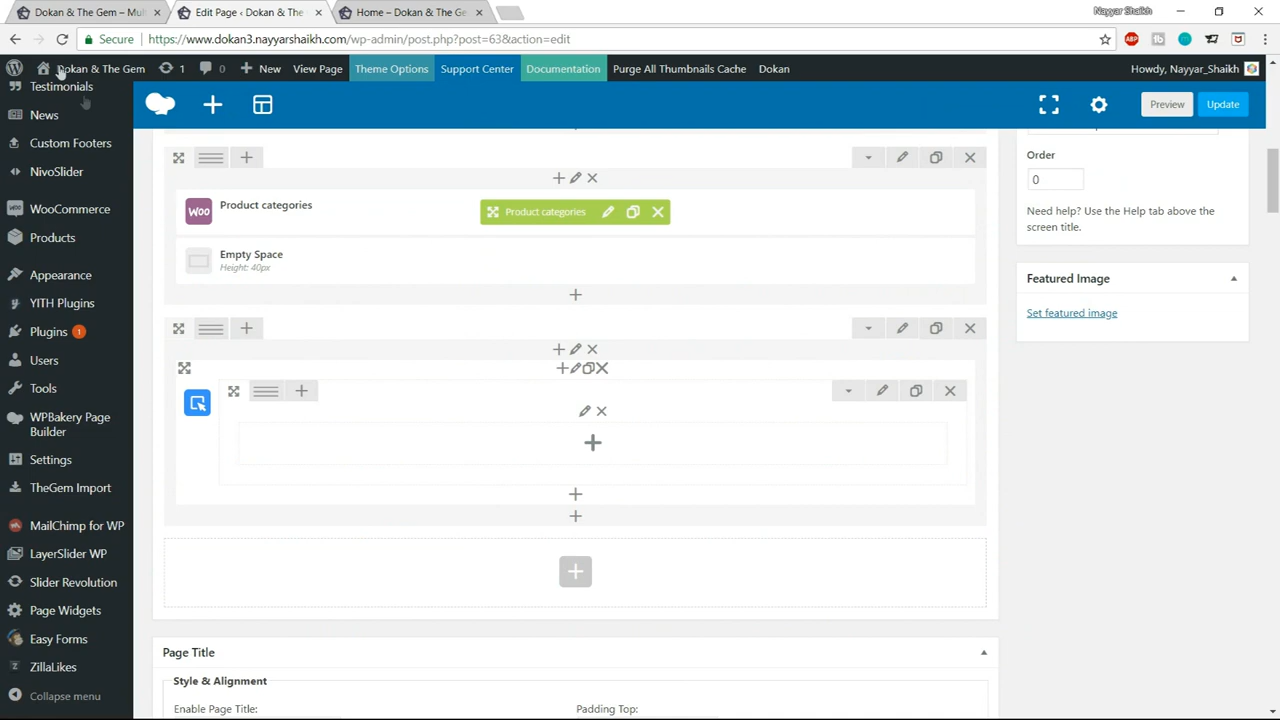 Dokan & The Gem – Mul
Edit Page ‹ Dokan & The
Home – Dokan & The Ge
Nayyar Shaikh
Secure
https://www.dokan3.nayyarshaikh.com/wp-admin/post.php?post=63&action=edit
Dokan & The Gem
1
0
New
View Page
Theme Options
Support Center
Documentation
Purge All Thumbnails Cache
Dokan
Howdy, Nayyar_Shaikh
Testimonials
News
Custom Footers
NivoSlider
WooCommerce
Products
Appearance
YITH Plugins
Plugins 1
Users
Tools
WPBakery Page
Builder
Settings
TheGem Import
MailChimp for WP
LayerSlider WP
Slider Revolution
Page Widgets
Easy Forms
ZillaLikes
Collapse menu
Preview
Update
Woo
Product categories
Product categories
Empty Space
Height: 40px
Page Title
Style & Alignment
Enable Page Title:
Padding Top:
Order
0
Need help? Use the Help tab above the
screen title.
Featured Image
Set featured image